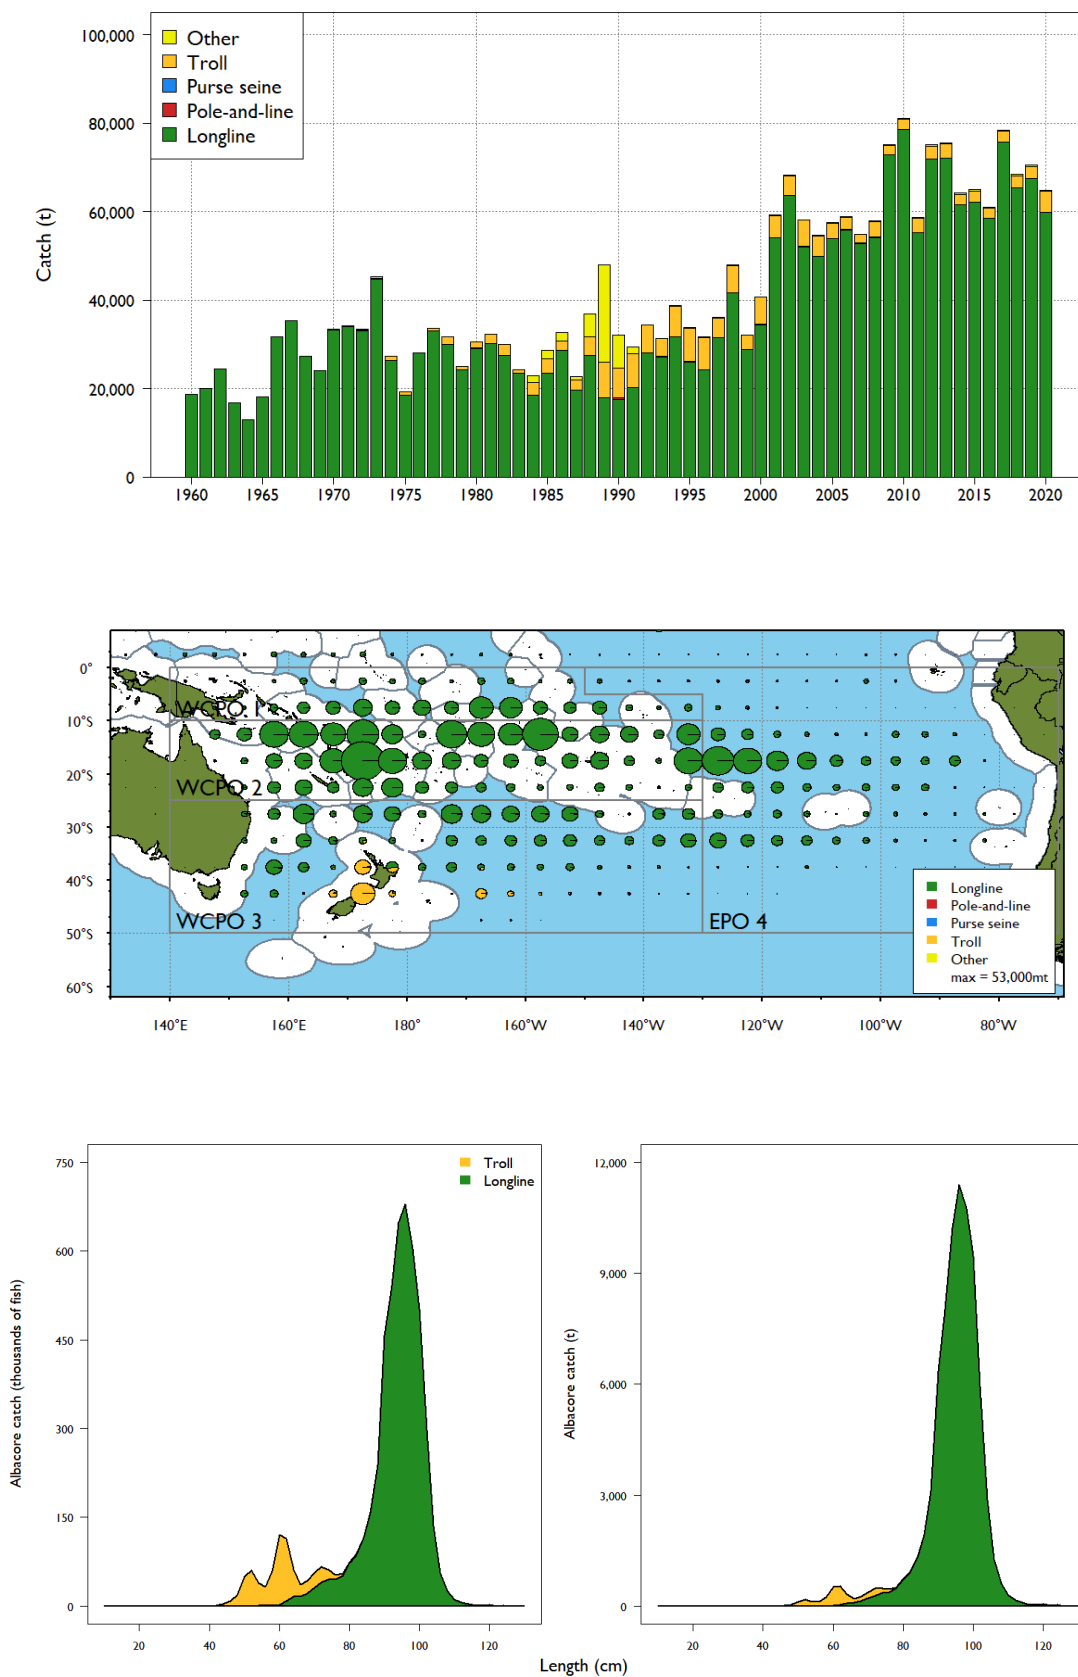 Other
Troll
Purse seine
Pole-and-line
Longline
Catch (t)
100,000
80,000
60,000
40,000
20,000
0
1960 1965 1970 1975 1980 1985 1990 1995 2000 2005 2010 2015 2020
0°
10°S
20°S
30°S
40°S
50°S
60°S
WCPO 1
WCPO 2
WCPO 3
EPO 4
Longline
Pole-and-line
Purse seine
Troll
Other
max = 53,000mt
140°E 160°E 180° 160°W 140°W 120°W 100°W 80°W
Albacore catch (thousands of fish)
750
600
450
300
150
0
Troll
Longline
20 40 60 80 100 120
Albacore catch (t)
12,000
9,000
6,000
3,000
0
20 40 60 80 100 120
Length (cm)